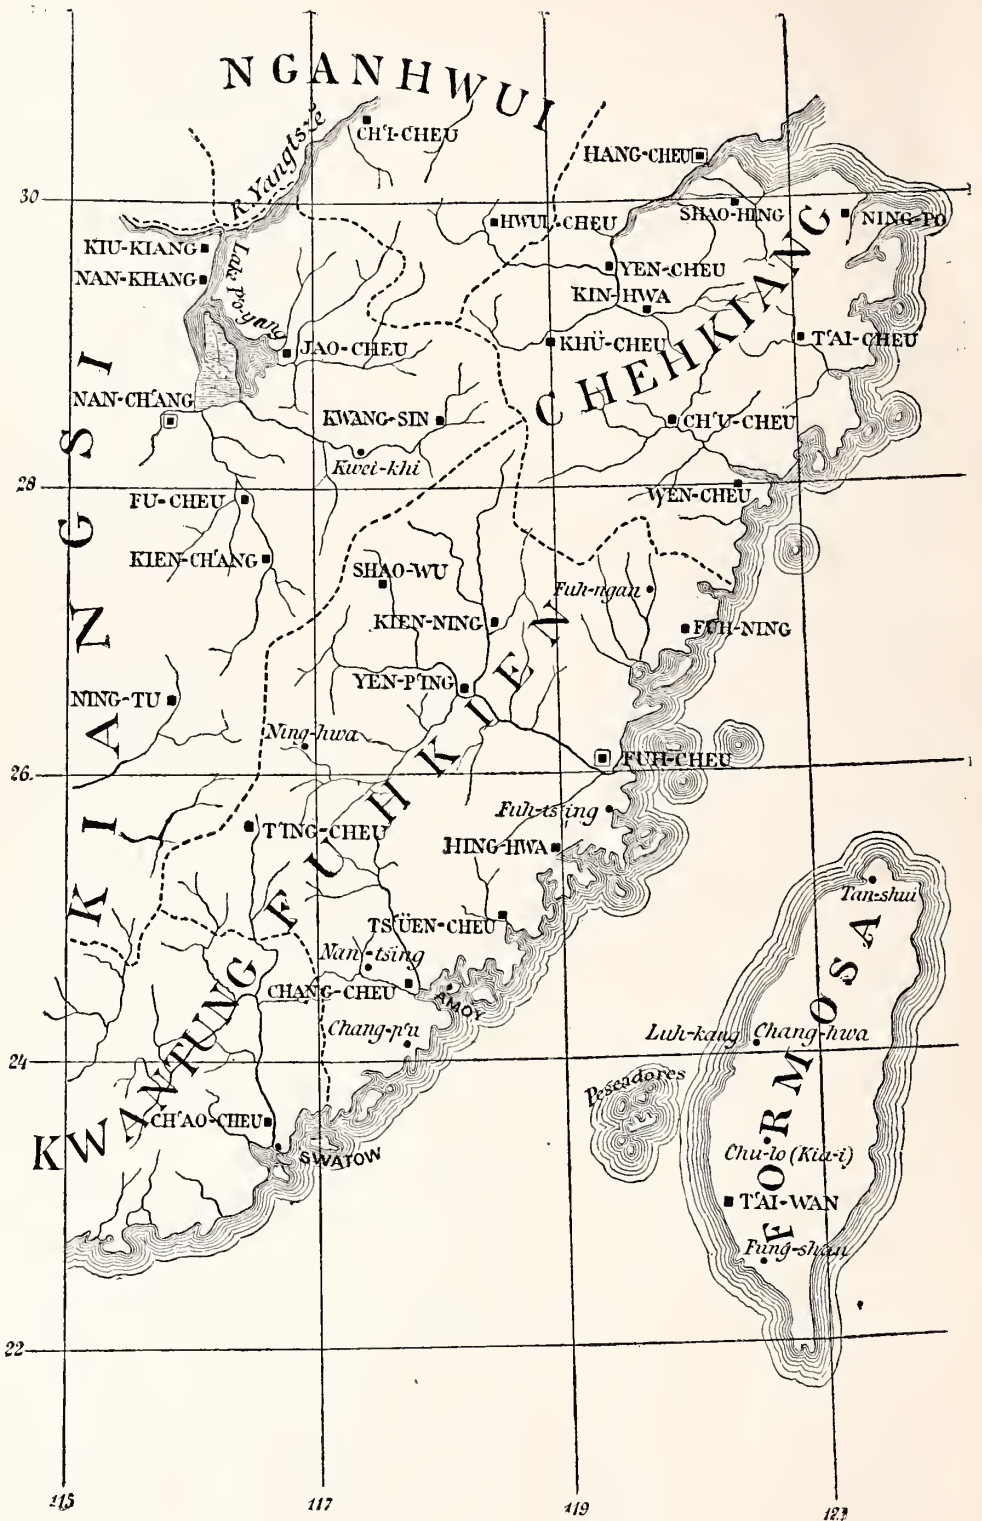 NGANHWUI
CH'I-CHEU
R. Yangtsze
HANG-CHEU
30
HWUI-CHEU
SHAO-HING
NING-PO
KIU-KIANG
NAN-KHANG
Lake Po-yang
YEN-CHEU
KIN-HWA
JAO-CHEU
KHÜ-CHEU
T'AI-CHEU
CHEHKIANG
NAN-CH'ANG
KWANG-SIN
CH'U-CHEU
Kwei-khi
28
FU-CHEU
WEN-CHEU
KIANGSI
KIEN-CH'ANG
SHAO-WU
Fuh-ngan
KIEN-NING
FUH-NING
YEN-P'ING
NING-TU
Ning-hwa
FUHKIEN
FUH-CHEU
26
Fuh-ts'ing
T'ING-CHEU
HING-HWA
TS'ÜEN-CHEU
Tan-shui
Nan-tsing
CHANG-CHEU
AMOY
Chang-p'u
Luh-kang
Chang-hwa
24
KWANTUNG
Pescadores
FORMOSA
CH'AO-CHEU
SWATOW
Chu-lo (Kia-i)
T'AI-WAN
Fung-shan
22
115
117
119